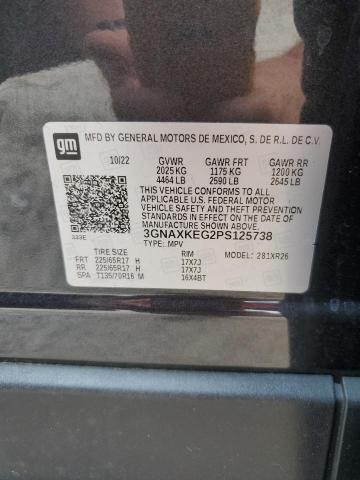 gm MFD BY GENERAL MOTORS DE MEXICO, S. DE R.L. DE C.V.
10/22 GVWR GAWR FRT GAWR RR
2025 KG 1175 KG 1200 KG
4464 LB 2590 LB 2645 LB
THIS VEHICLE CONFORMS TO ALL
APPLICABLE U.S. FEDERAL MOTOR
VEHICLE SAFETY AND THEFT
PREVENTION STANDARDS IN EFFECT
ON THE DATE OF MANUFACTURE
SHOWN ABOVE.
333E 3GNAXKEG2PS125738
TYPE: MPV
TIRE SIZE RIM MODEL: 281XR26
FRT 225/65R17 H 17X7J
RR 225/65R17 H 17X7J
SPA T135/70R16 M 16X4BT